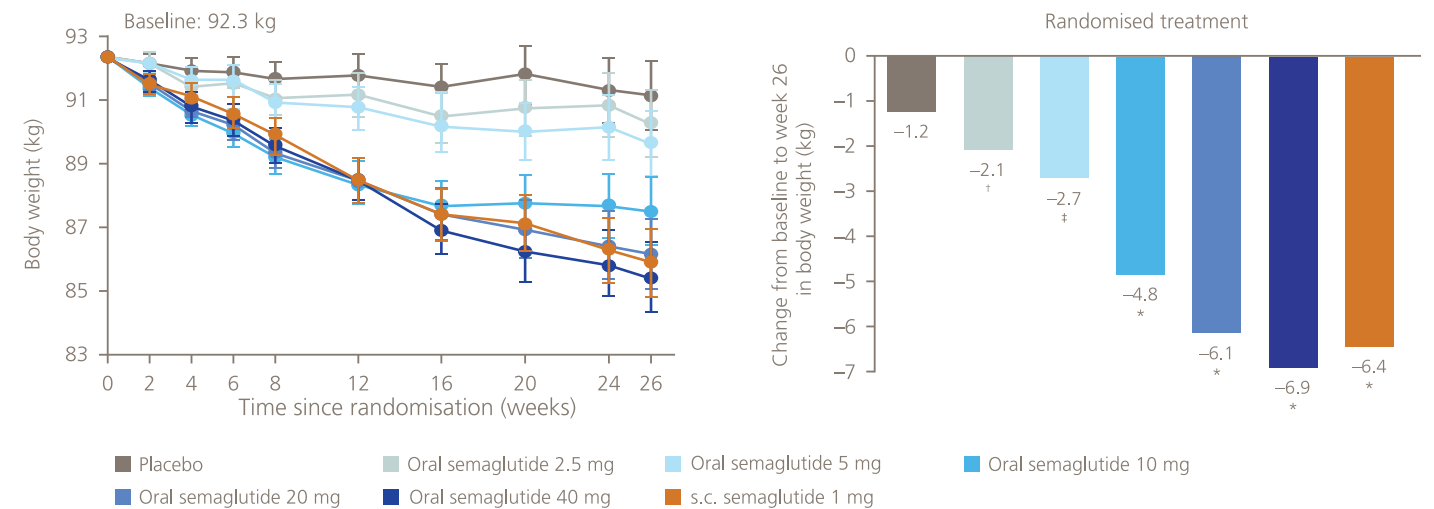 Baseline: 92.3 kg
93
91
89
87
85
83
Body weight (kg)
0 2 4 6 8 12 16 20 24 26
Time since randomisation (weeks)
Randomised treatment
0
−1
−2
−3
−4
−5
−6
−7
Change from baseline to week 26
in body weight (kg)
−1.2
−2.1
†
−2.7
‡
−4.8
*
−6.1
*
−6.9
*
−6.4
*
Placebo
Oral semaglutide 2.5 mg
Oral semaglutide 5 mg
Oral semaglutide 10 mg
Oral semaglutide 20 mg
Oral semaglutide 40 mg
s.c. semaglutide 1 mg